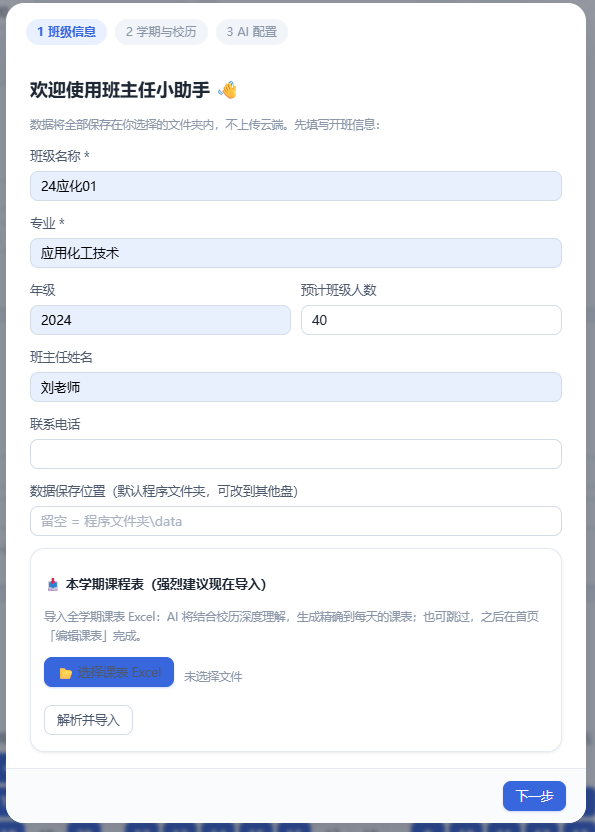 1 班级信息 2 学期与校历 3 AI 配置
欢迎使用班主任小助手 👋
数据将全部保存在你选择的文件夹内，不上传云端。先填写开班信息：
班级名称 *
24应化01
专业 *
应用化工技术
年级 预计班级人数
2024 40
班主任姓名
刘老师
联系电话
数据保存位置（默认程序文件夹，可改到其他盘）
留空 = 程序文件夹\data
📥 本学期课程表（强烈建议现在导入）
导入全学期课表 Excel：AI 将结合校历深度理解，生成精确到每天的课表；也可跳过，之后在首页
「编辑课表」完成。
📂 选择课表 Excel 未选择文件
解析并导入
下一步